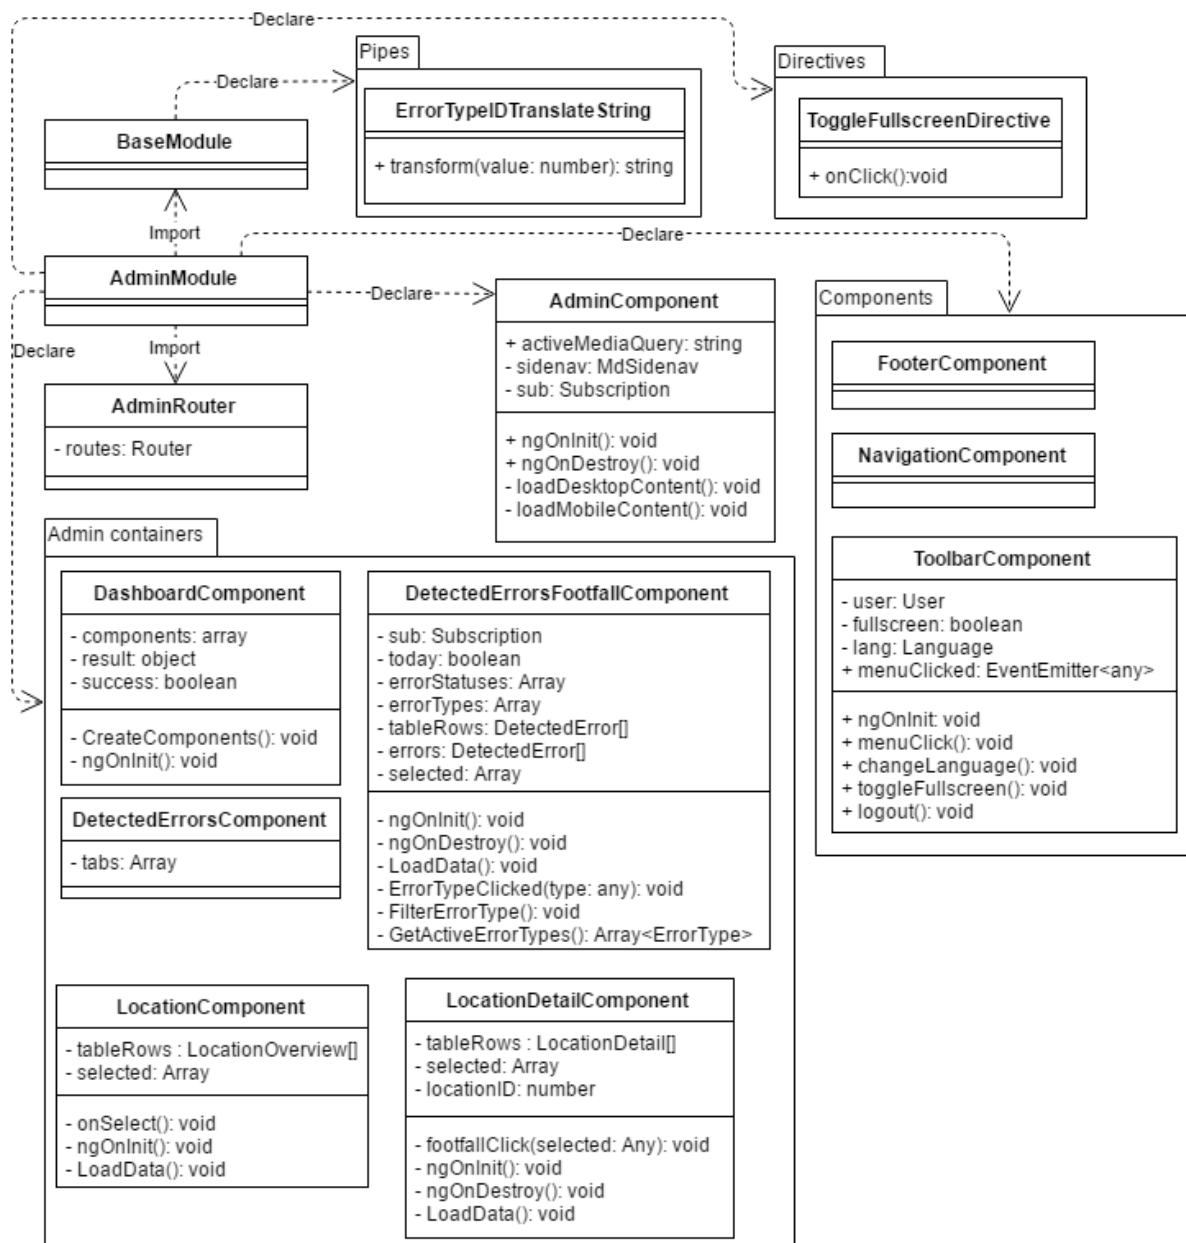 Declare
Pipes
Declare
ErrorTypeIDTranslateString
+ transform(value: number): string
Directives
ToggleFullscreenDirective
+ onClick():void
BaseModule
Import
AdminModule
Declare
Declare
Declare
Import
AdminRouter
- routes: Router
AdminComponent
+ activeMediaQuery: string
- sidenav: MdSidenav
- sub: Subscription
+ ngOnInit(): void
+ ngOnDestroy(): void
- loadDesktopContent(): void
- loadMobileContent(): void
Components
FooterComponent
NavigationComponent
ToolbarComponent
- user: User
- fullscreen: boolean
- lang: Language
+ menuClicked: EventEmitter<any>
+ ngOnInit: void
+ menuClick(): void
+ changeLanguage(): void
+ toggleFullscreen(): void
+ logout(): void
Admin containers
DashboardComponent
- components: array
- result: object
- success: boolean
- CreateComponents(): void
- ngOnInit(): void
DetectedErrorsComponent
- tabs: Array
DetectedErrorsFootfallComponent
- sub: Subscription
- today: boolean
- errorStatuses: Array
- errorTypes: Array
- tableRows: DetectedError[]
- errors: DetectedError[]
- selected: Array
- ngOnInit(): void
- ngOnDestroy(): void
- LoadData(): void
- ErrorTypeClicked(type: any): void
- FilterErrorType(): void
- GetActiveErrorTypes(): Array<ErrorType>
LocationComponent
- tableRows : LocationOverview[]
- selected: Array
- onSelect(): void
- ngOnInit(): void
- LoadData(): void
LocationDetailComponent
- tableRows : LocationDetail[]
- selected: Array
- locationID: number
- footfallClick(selected: Any): void
- ngOnInit(): void
- ngOnDestroy(): void
- LoadData(): void